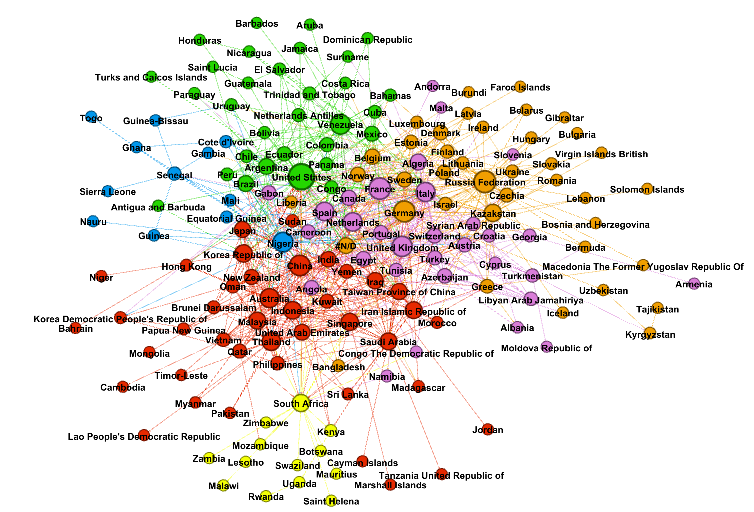 Barbados
Aruba
Honduras
Dominican Republic
Nicaragua
Jamaica
Suriname
Saint Lucia
El Salvador
Turks and Caicos Islands
Guatemala
Costa Rica
Andorra
Faroe Islands
Paraguay
Trinidad and Tobago
Bahamas
Burundi
Uruguay
Malta
Togo
Guinea-Bissau
Netherlands Antilles
Cuba
Luxembourg
Latvia
Belarus
Gibraltar
Venezuela
Ireland
Bolivia
Mexico
Denmark
Bulgaria
Ghana
Cote d'Ivoire
Colombia
Estonia
Hungary
Gambia
Chile
Ecuador
Belgium
Finland
Slovenia
Virgin Islands British
Senegal
Peru
Argentina
Panama
Algeria
Lithuania
Slovakia
United States
Norway
Sweden
Poland
Ukraine
Brazil
Congo
France
Russia Federation
Romania
Sierra Leone
Gabon
Canada
Italy
Czechia
Solomon Islands
Mali
Liberia
Israel
Lebanon
Antigua and Barbuda
Spain
Germany
Kazakstan
Nauru
Equatorial Guinea
Sudan
Netherlands
Syrian Arab Republic
Bosnia and Herzegovina
Guinea
Japan
Cameroon
Portugal
Switzerland
Croatia
Georgia
Nigeria
#N/D
United Kingdom
Austria
Bermuda
Korea Republic of
India
Egypt
Turkey
Hong Kong
China
Yemen
Tunisia
Cyprus
Macedonia The Former Yugoslav Republic Of
Niger
New Zealand
Azerbaijan
Turkmenistan
Oman
Angola
Iraq
Greece
Armenia
Australia
Kuwait
Taiwan Province of China
Uzbekistan
Brunei Darussalam
Indonesia
Iran Islamic Republic of
Libyan Arab Jamahiriya
Tajikistan
Korea Democratic People's Republic of
Malaysia
Singapore
Morocco
Iceland
Bahrain
Papua New Guinea
United Arab Emirates
Albania
Kyrgyzstan
Vietnam
Thailand
Saudi Arabia
Moldova Republic of
Mongolia
Qatar
Congo The Democratic Republic of
Philippines
Bangladesh
Timor-Leste
Namibia
Cambodia
Madagascar
Myanmar
South Africa
Sri Lanka
Pakistan
Zimbabwe
Jordan
Lao People's Democratic Republic
Kenya
Mozambique
Botswana
Zambia
Lesotho
Swaziland
Cayman Islands
Mauritius
Tanzania United Republic of
Malawi
Uganda
Marshall Islands
Rwanda
Saint Helena